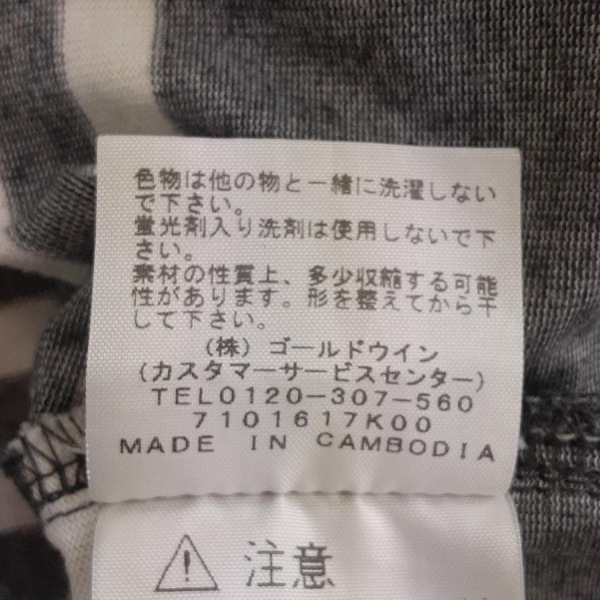 色物は他の物と一緒に洗濯しない
で下さい。
蛍光剤入り洗剤は使用しないで下
さい。
素材の性質上、多少収縮する可能
性があります。形を整えてから干
して下さい。
(株) ゴールドウイン
(カスタマーサービスセンター)
TEL0120-307-560
7101617K00
MADE IN CAMBODIA
注意